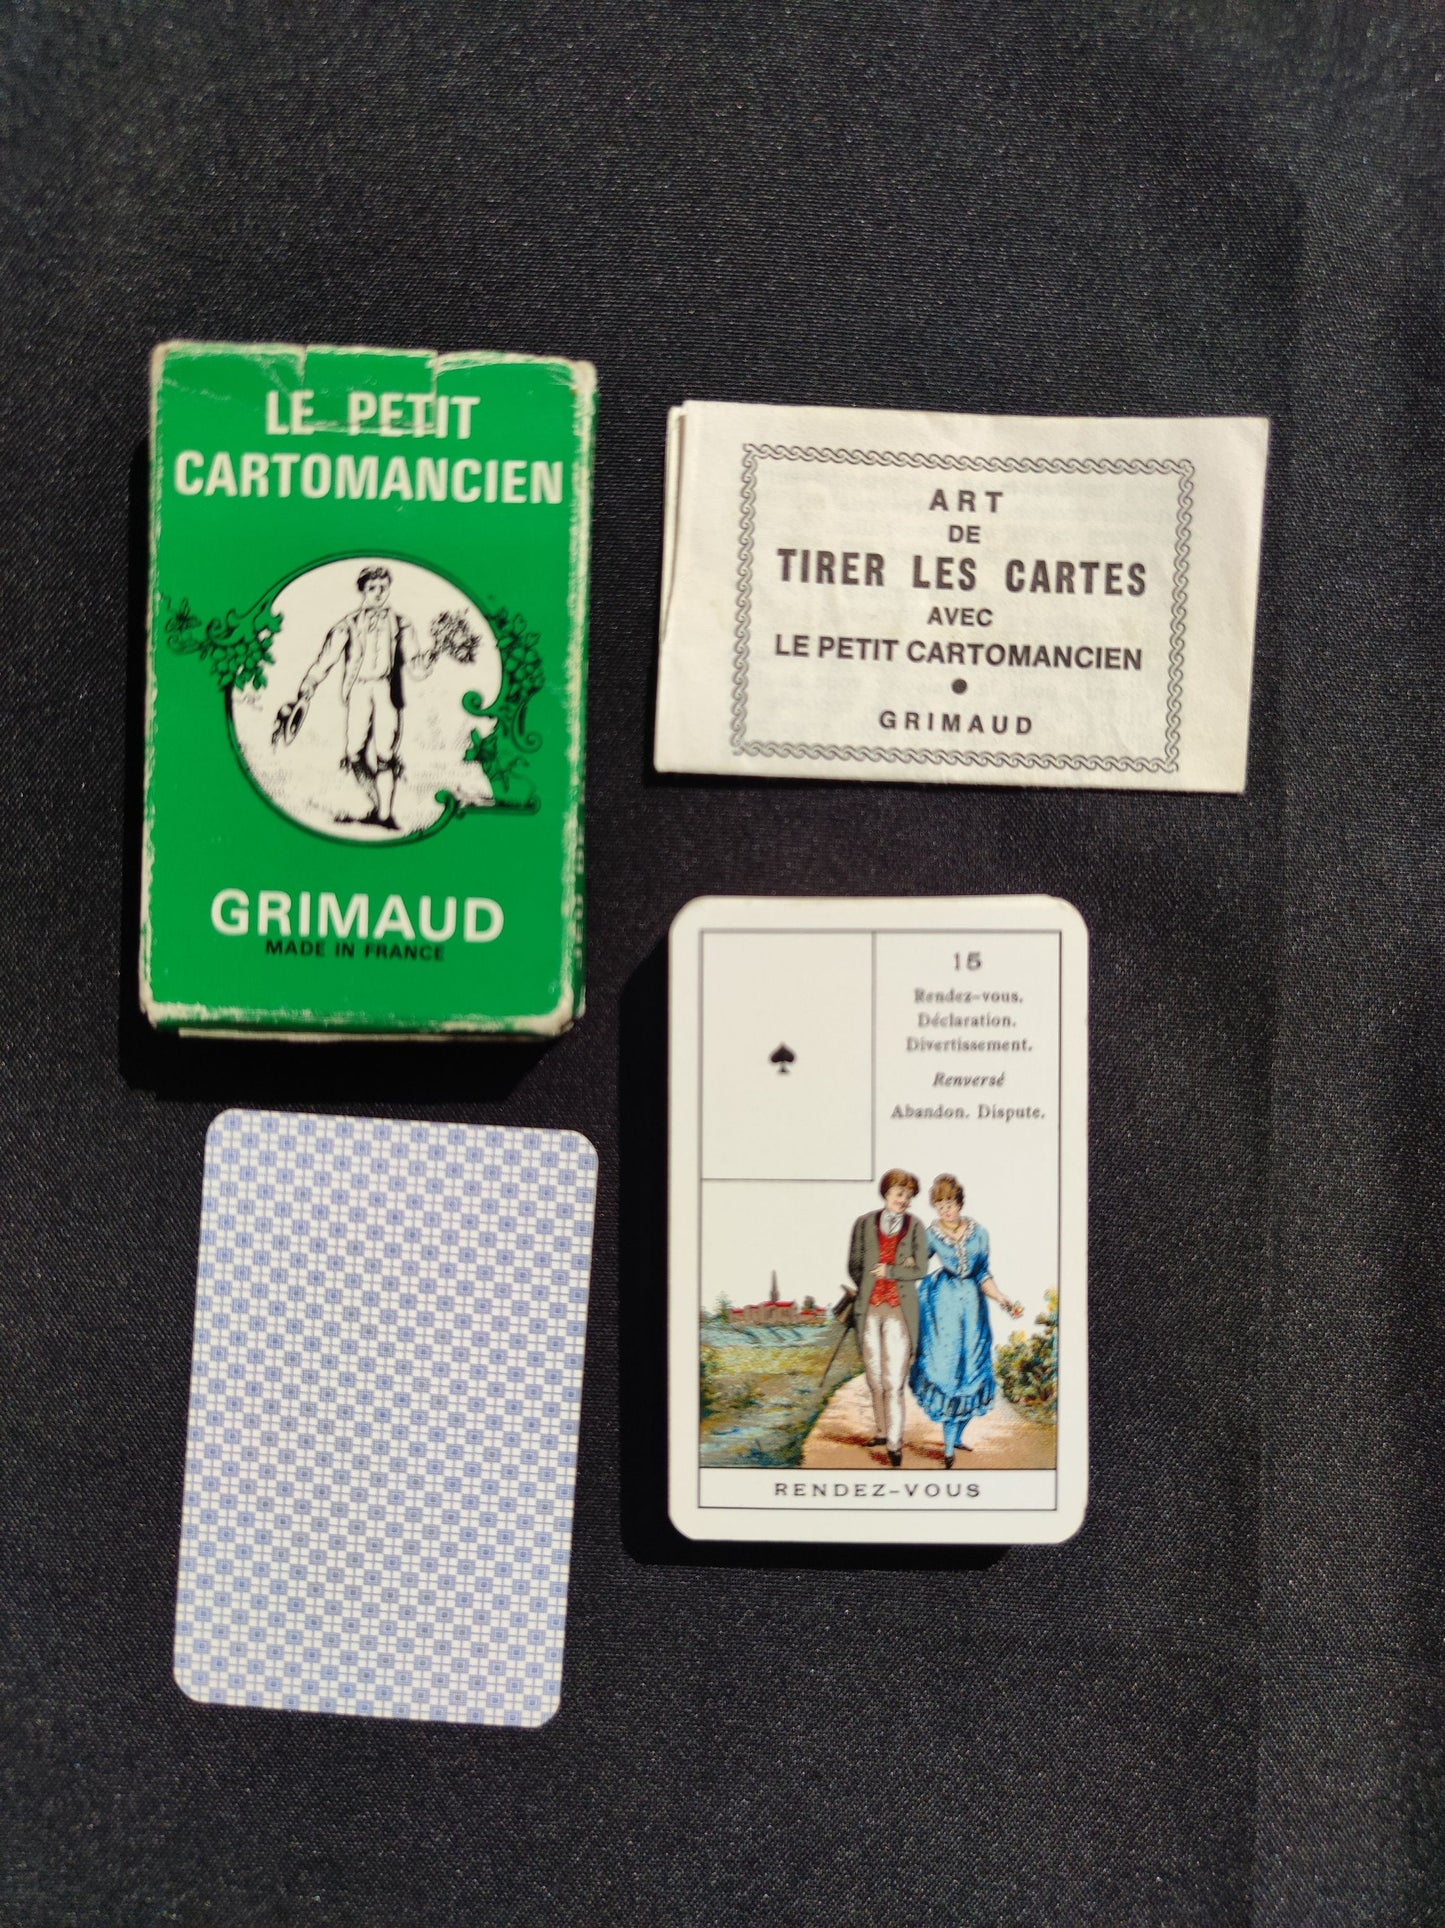 LE PETIT
CARTOMANCIEN
GRIMAUD
MADE IN FRANCE
ART
DE
TIRER LES CARTES
AVEC
LE PETIT CARTOMANCIEN
GRIMAUD
15
Rendez-vous.
Déclaration.
Divertissement.
Renversé
Abandon. Dispute.
RENDEZ-VOUS